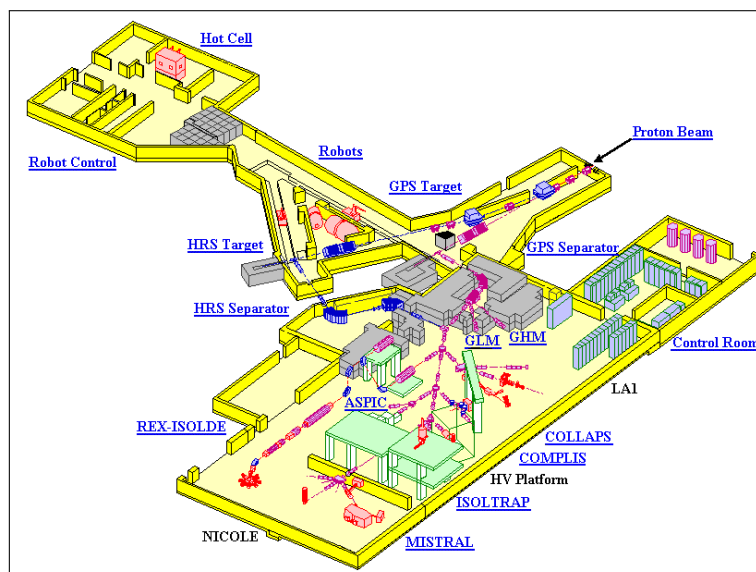 Hot Cell
Proton Beam
Robot Control
Robots
GPS Target
HRS Target
GPS Separator
HRS Separator
GLM
GHM
Control Room
LA1
ASPIC
REX-ISOLDE
COLLAPS
COMPLIS
HV Platform
ISOLTRAP
NICOLE
MISTRAL